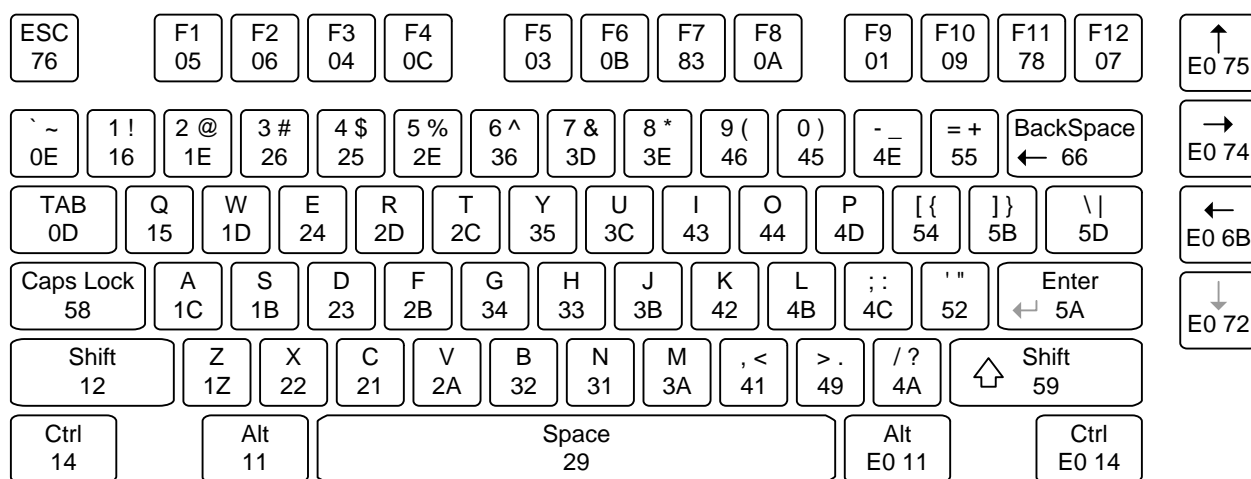 ESC F1 F2 F3 F4 F5 F6 F7 F8 F9 F10 F11 F12 ↑
76 05 06 04 0C 03 0B 83 0A 01 09 78 07 E0 75
` ~ 1 ! 2 @ 3 # 4 $ 5 % 6 ^ 7 & 8 * 9 ( 0 ) - _ = + BackSpace →
0E 16 1E 26 25 2E 36 3D 3E 46 45 4E 55 ← 66 E0 74
TAB Q W E R T Y U I O P [ { ] } \ | ←
0D 15 1D 24 2D 2C 35 3C 43 44 4D 54 5B 5D E0 6B
Caps Lock A S D F G H J K L ; : ' " Enter ↓
58 1C 1B 23 2B 34 33 3B 42 4B 4C 52 ↵ 5A E0 72
Shift Z X C V B N M , < > . / ? Shift
12 1Z 22 21 2A 32 31 3A 41 49 4A 59
Ctrl Alt Space Alt Ctrl
14 11 29 E0 11 E0 14